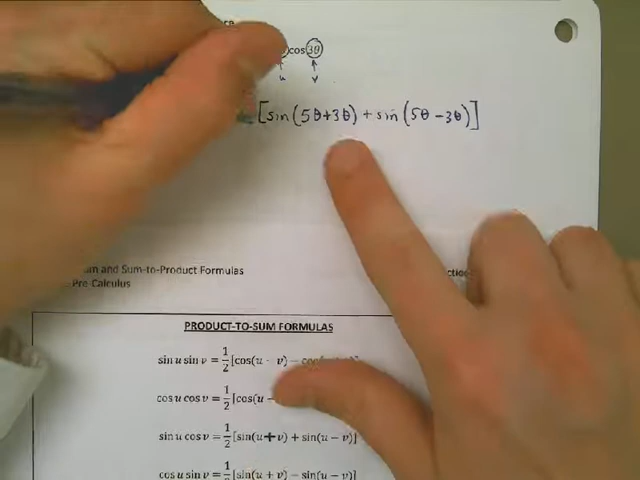 cos 3θ
u v
[sin(5θ+3θ) + sin(5θ-3θ)]
and Sum-to-Product Formulas
Pre-Calculus
PRODUCT-TO-SUM FORMULAS
sin u sin v = 1/2 [cos(u - v) -
cos u cos v = 1/2 [cos(u -
sin u cos v = 1/2 [sin(u + v) + sin(u - v)]
cos u sin v = 1/2 [sin(u + v) - sin(u - v)]